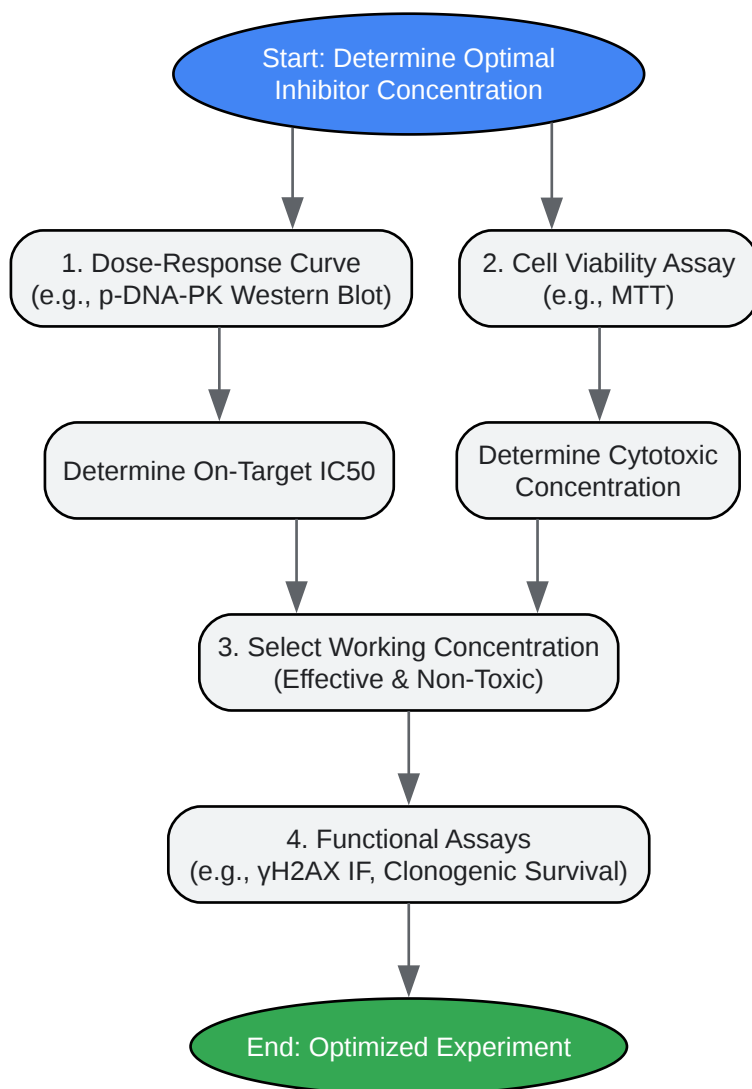 Start: Determine Optimal
Inhibitor Concentration
1. Dose-Response Curve
(e.g., p-DNA-PK Western Blot)
2. Cell Viability Assay
(e.g., MTT)
Determine On-Target IC50
Determine Cytotoxic
Concentration
3. Select Working Concentration
(Effective & Non-Toxic)
4. Functional Assays
(e.g., γH2AX IF, Clonogenic Survival)
End: Optimized Experiment